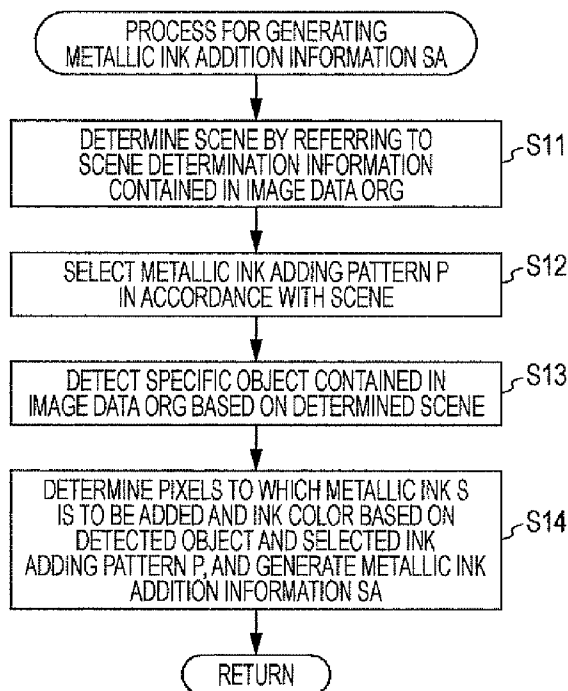 PROCESS FOR GENERATING
METALLIC INK ADDITION INFORMATION SA
DETERMINE SCENE BY REFERRING TO
SCENE DETERMINATION INFORMATION
CONTAINED IN IMAGE DATA ORG
S11
SELECT METALLIC INK ADDING PATTERN P
IN ACCORDANCE WITH SCENE
S12
DETECT SPECIFIC OBJECT CONTAINED IN
IMAGE DATA ORG BASED ON DETERMINED SCENE
S13
DETERMINE PIXELS TO WHICH METALLIC INK S
IS TO BE ADDED AND INK COLOR BASED ON
DETECTED OBJECT AND SELECTED INK
ADDING PATTERN P, AND GENERATE METALLIC INK
ADDITION INFORMATION SA
S14
RETURN